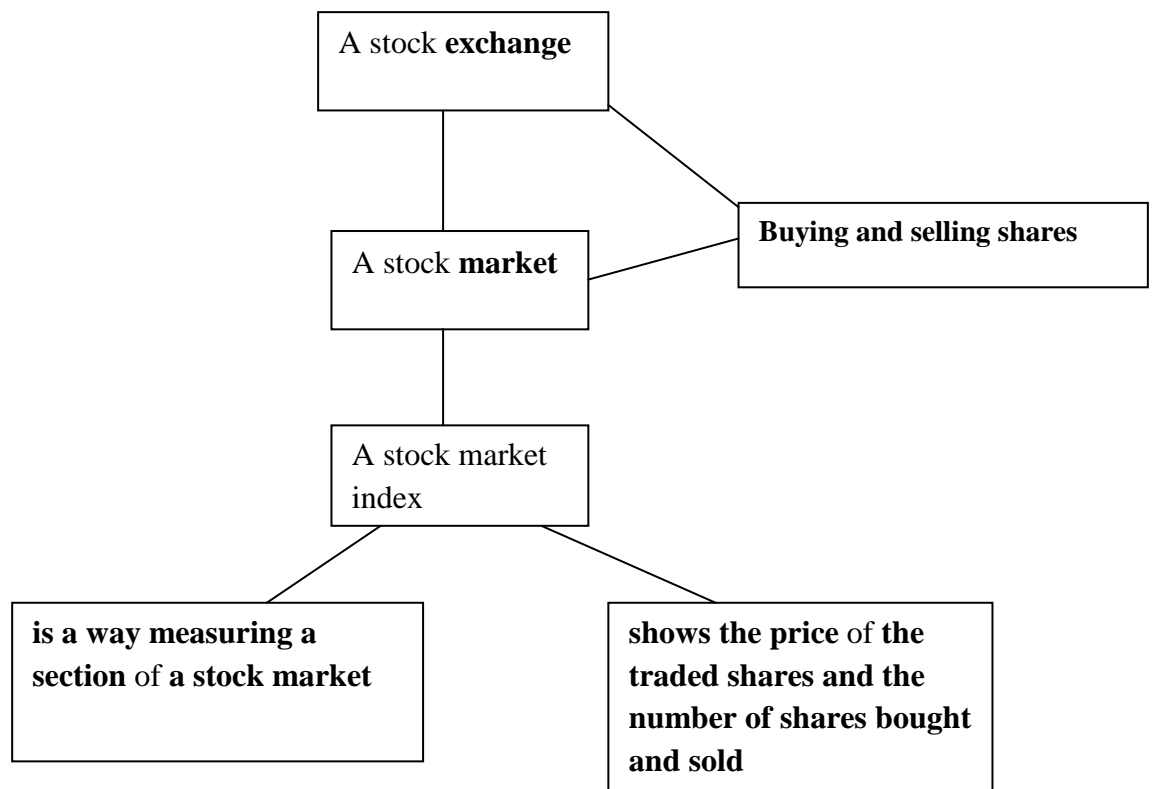 A stock exchange
Buying and selling shares
A stock market
A stock market
index
is a way measuring a
section of a stock market
shows the price of the
traded shares and the
number of shares bought
and sold